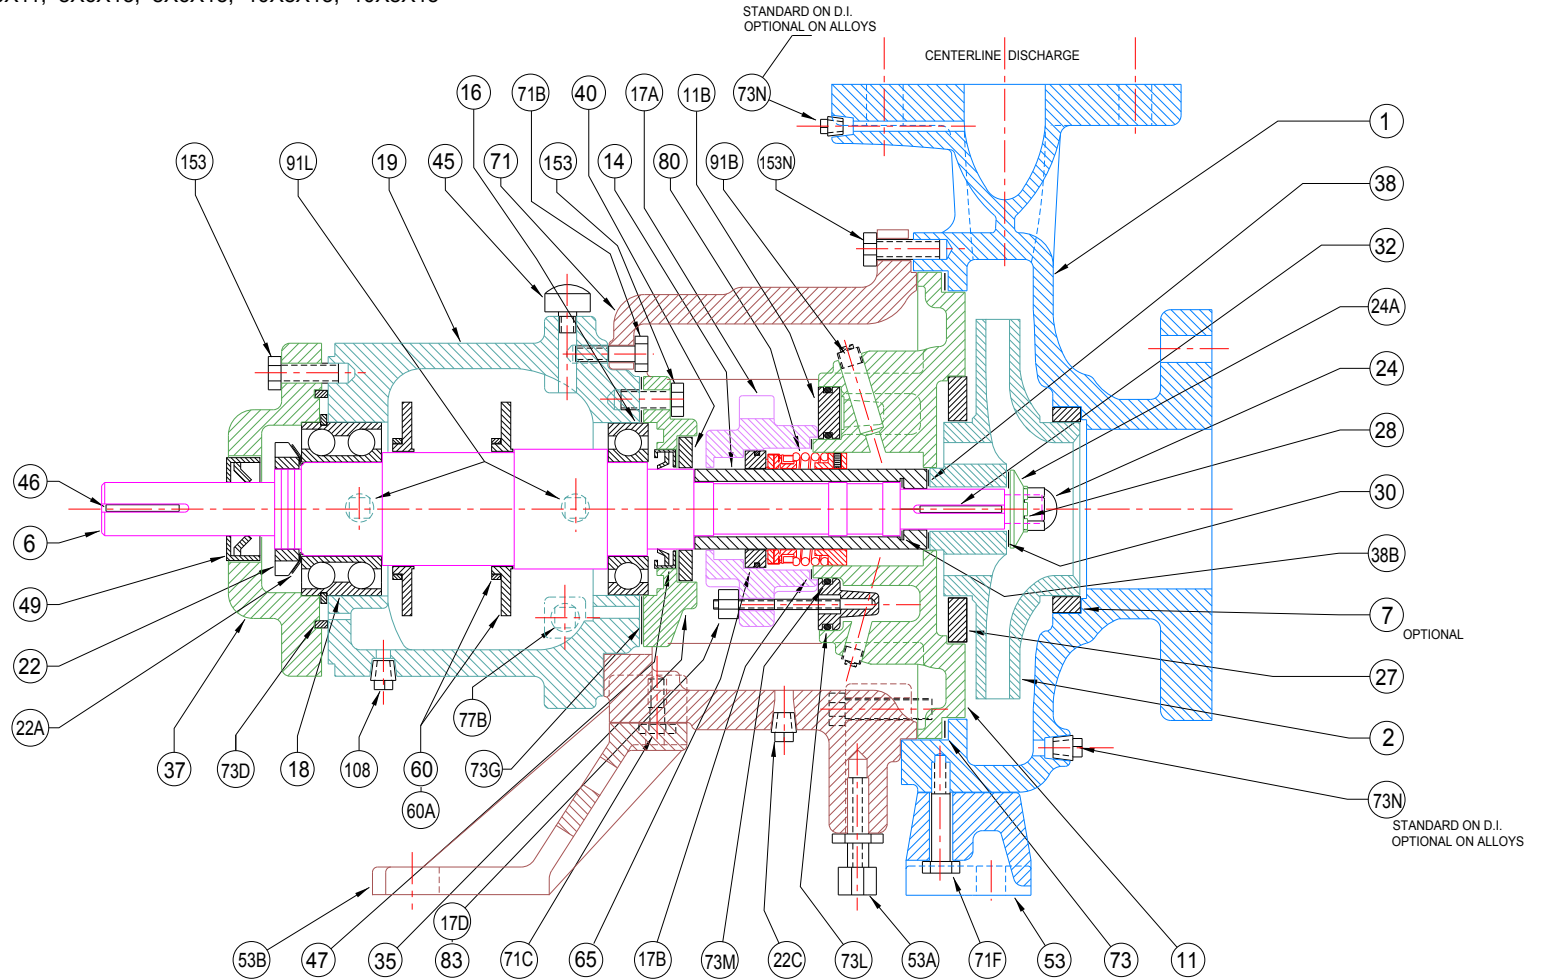 STANDARD ON D.I.
OPTIONAL ON ALLOYS
CENTERLINE DISCHARGE
16
71B
40
17A
11B
73N
1
153
91L
19
45
71
153
14
80
91B
153N
38
32
24A
24
28
46
30
6
38B
49
7
OPTIONAL
22
27
22A
2
37
73D
18
108
60
77B
73G
60A
73N
STANDARD ON D.I.
OPTIONAL ON ALLOYS
17D
53B
47
35
83
71C
65
17B
73M
22C
73L
53A
71F
53
73
11